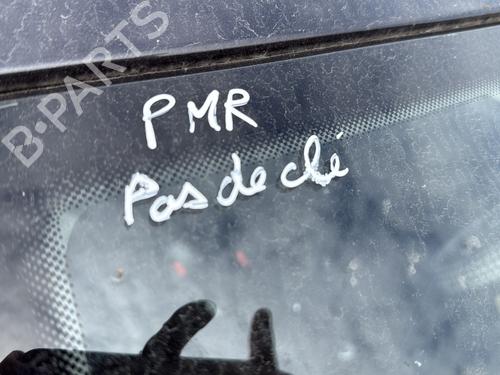 B-PARTS
PMR
Pas de clé